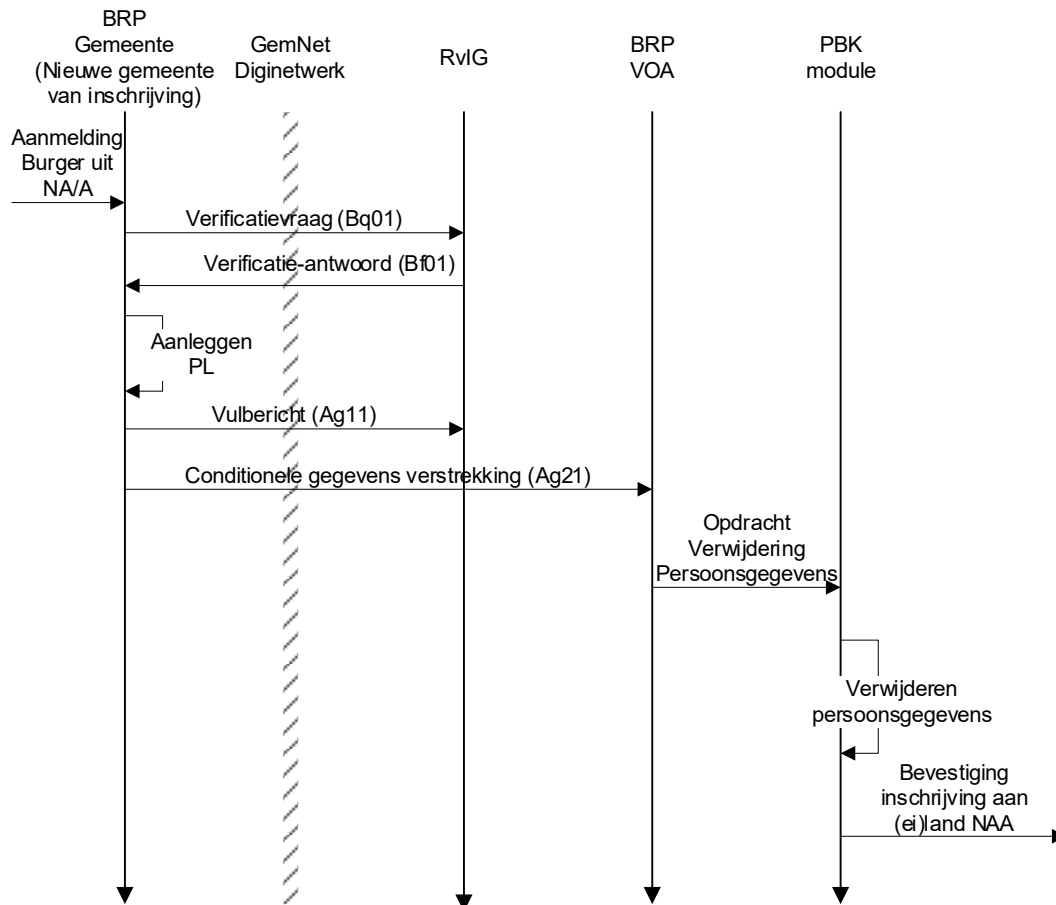 BRP
Gemeente
(Nieuwe gemeente
van inschrijving)
GemNet
Diginetwerk
RvIG
BRP
VOA
PBK
module
Aanmelding
Burger uit
NA/A
Verificatievraag (Bq01)
Verificatie-antwoord (Bf01)
Aanleggen
PL
Vulbericht (Ag11)
Conditionele gegevens verstrekking (Ag21)
Opdracht
Verwijdering
Persoonsgegevens
Verwijderen
persoonsgegevens
Bevestiging
inschrijving aan
(ei)land NAA